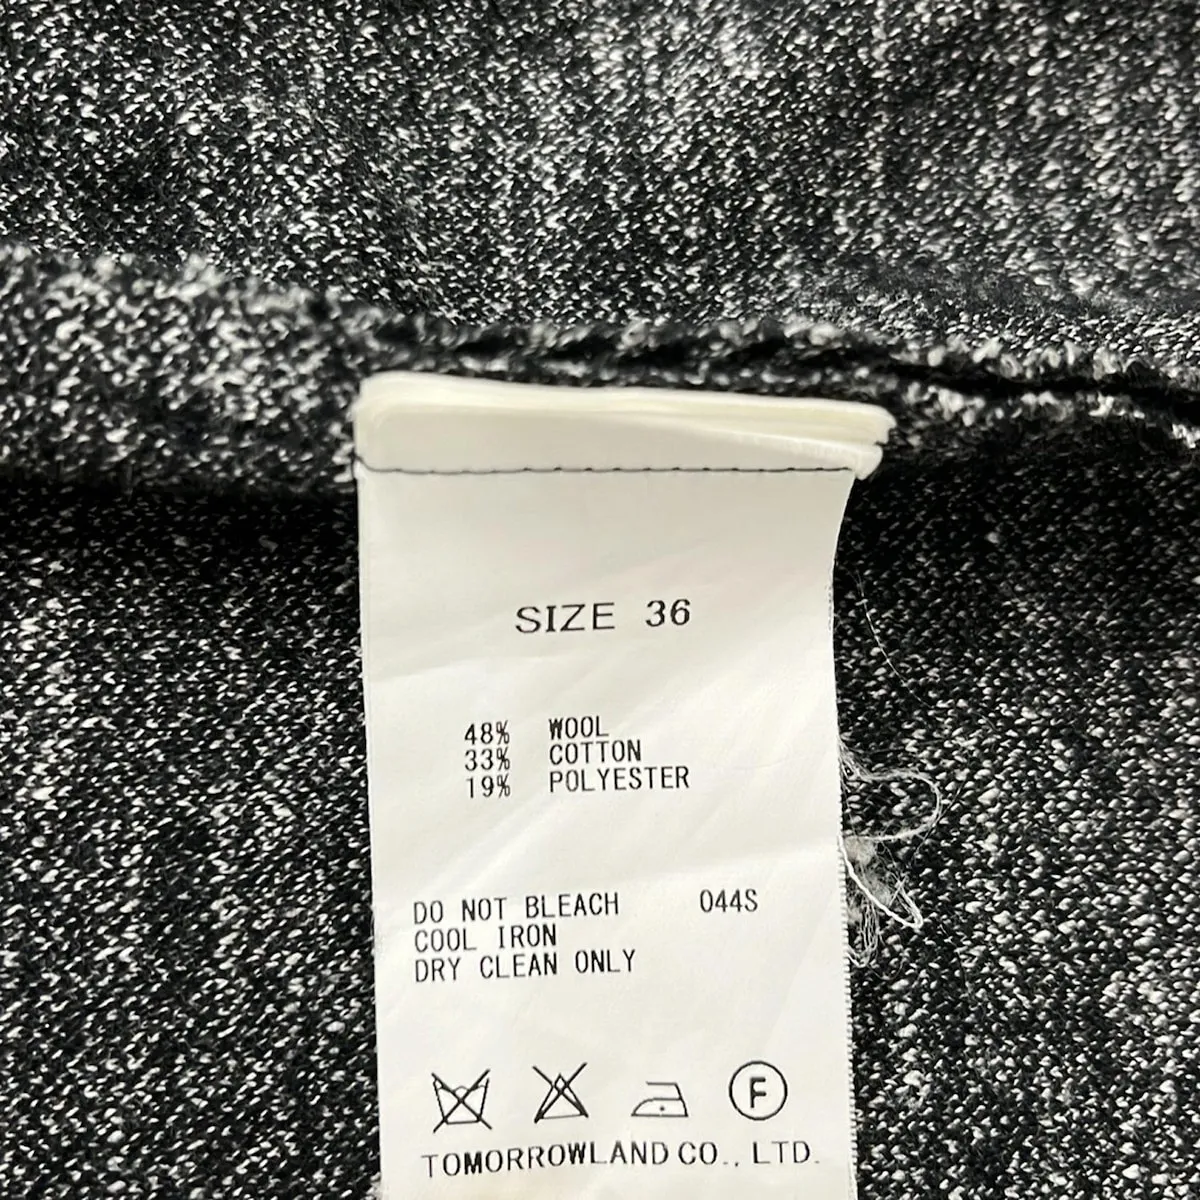 SIZE 36
48% WOOL
33% COTTON
19% POLYESTER
DO NOT BLEACH 044S
COOL IRON
DRY CLEAN ONLY
F
TOMORROWLAND CO., LTD.